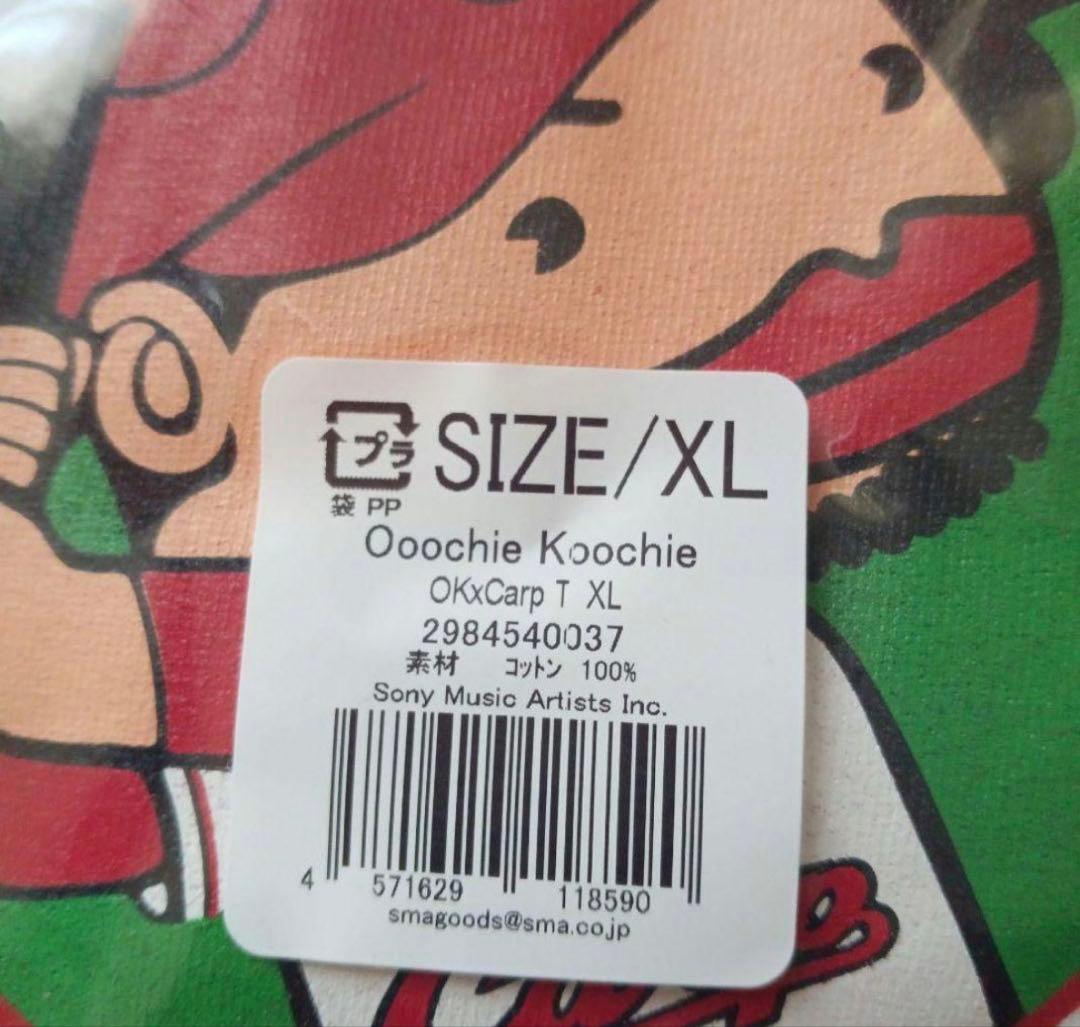 プラ
SIZE/XL
袋 PP
Ooochie Koochie
OKxCarp T XL
2984540037
素材 コットン 100%
Sony Music Artists Inc.
4 571629 118590
smagoods@sma.co.jp